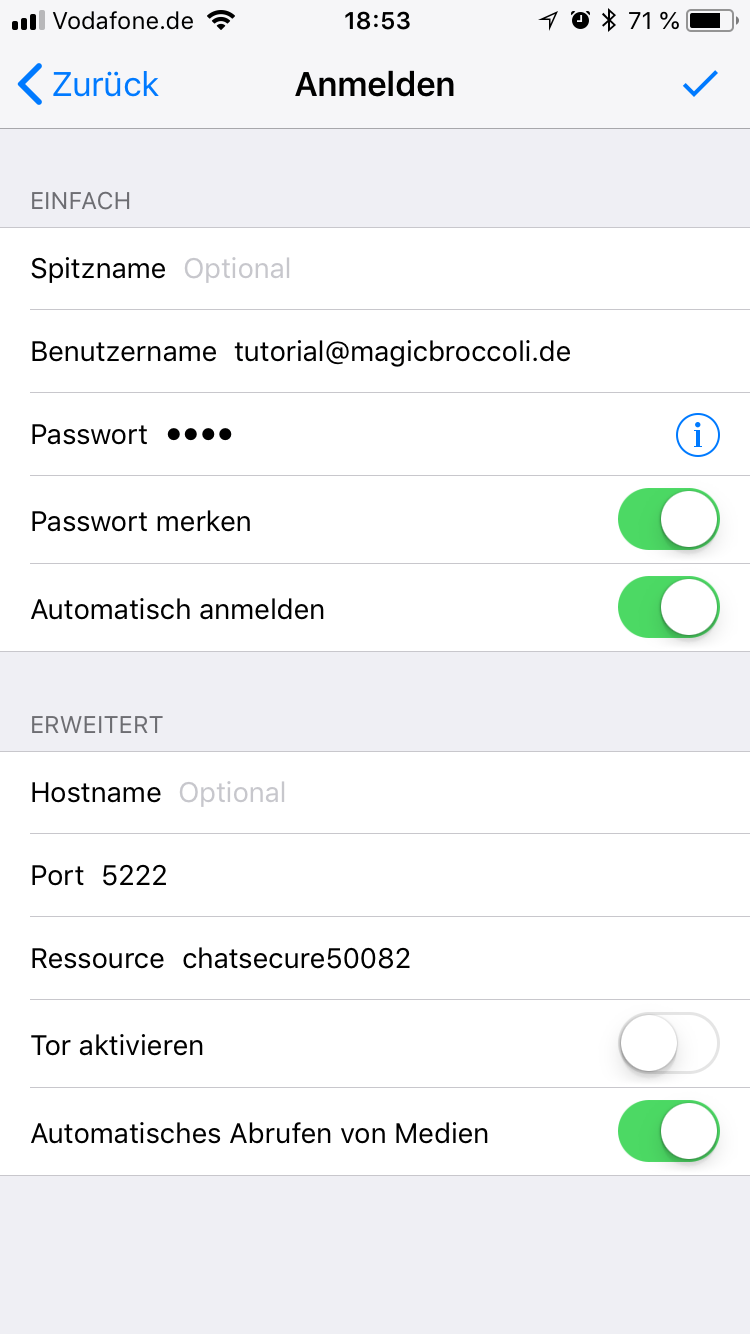 Vodafone.de 18:53 71 %
Zurück Anmelden
EINFACH
Spitzname Optional
Benutzername tutorial@magicbroccoli.de
Passwort ●●●●
Passwort merken
Automatisch anmelden
ERWEITERT
Hostname Optional
Port 5222
Ressource chatsecure50082
Tor aktivieren
Automatisches Abrufen von Medien